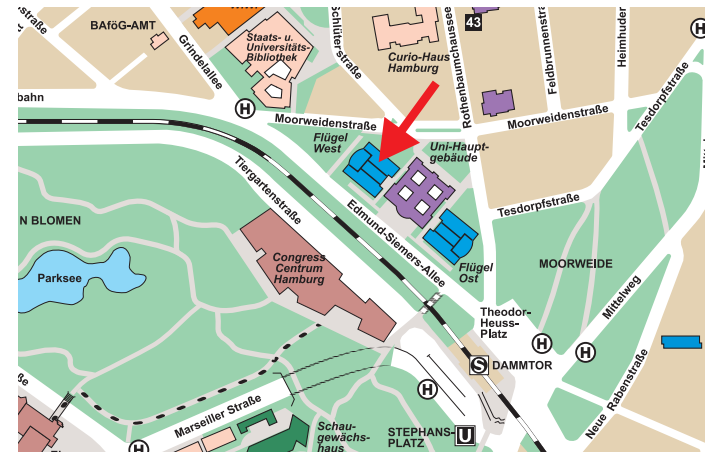 straße
BAföG-AMT
Grindelallee
Staats- u.
Universitäts-
Bibliothek
Schlüterstraße
Curio-Haus
Hamburg
Rothenbaumchaussee
43
Feldbrunnenstr
Heimhuder
H
Tesdorpfstraße
bahn
H
Moorweidenstraße
Moorweidenstraße
Flügel
West
Uni-Haupt-
gebäude
Tiergartenstraße
Edmund-Siemers-Allee
Tesdorpfstraße
N BLOMEN
Congress
Centrum
Hamburg
Flügel
Ost
MOORWEIDE
Mittelweg
Parksee
Theodor-
Heuss-
Platz
H
H
S DAMMTOR
H
Neue Rabenstraße
Marseiller Straße
Schau-
gewächs-
haus
STEPHANS-
PLATZ
U
H